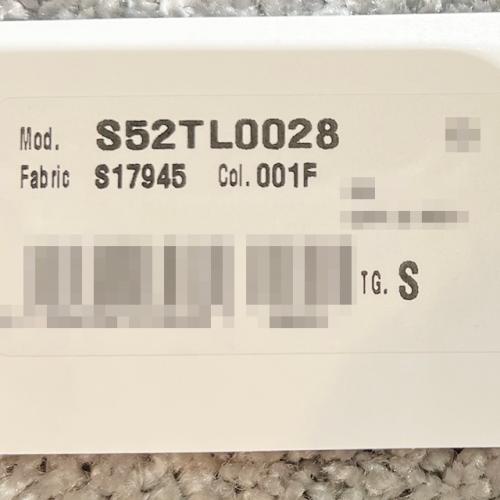 Mod. S52TL0028
Fabric S17945 Col. 001F
TG. S